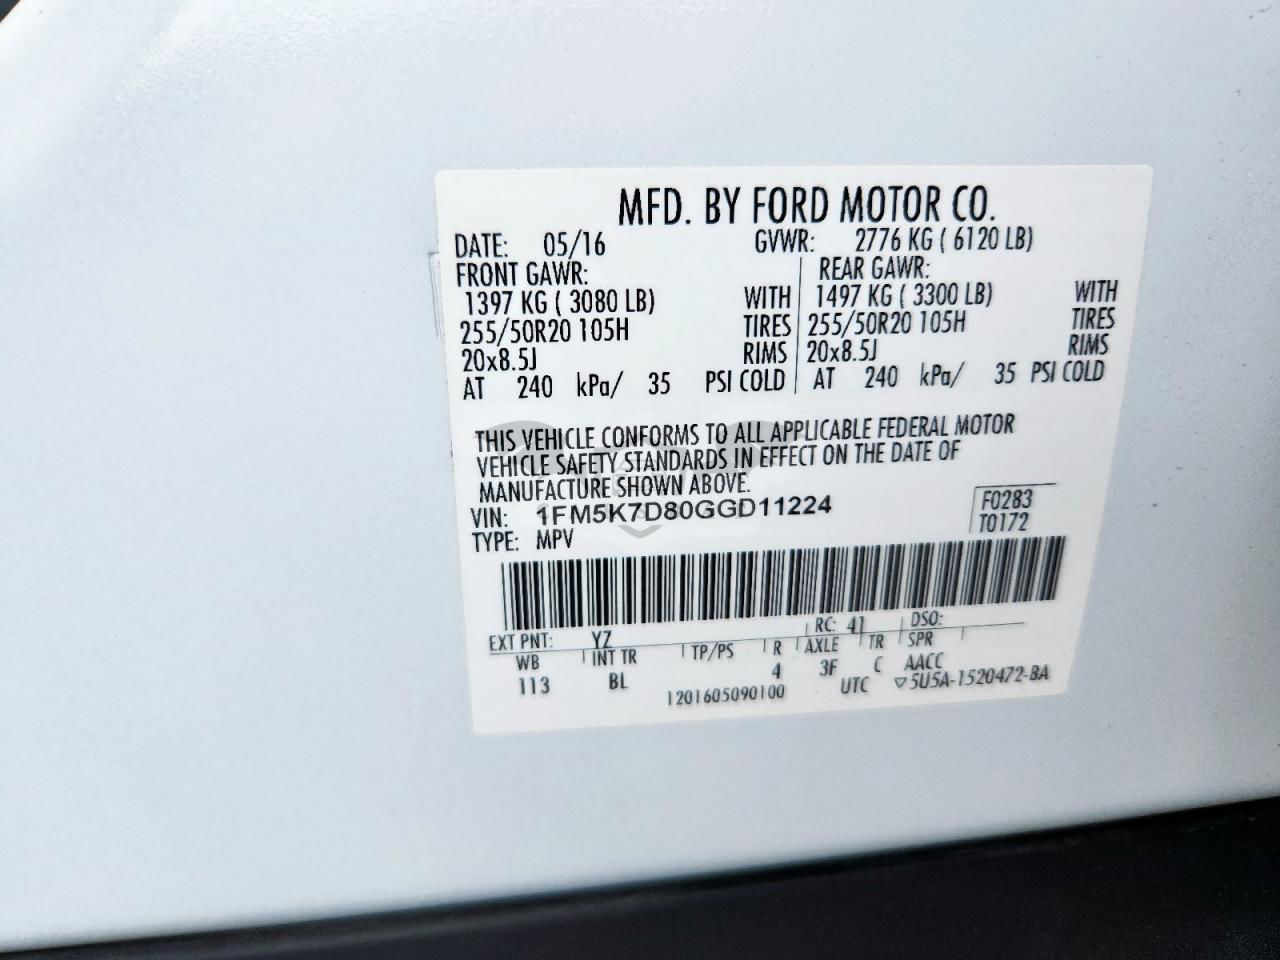 MFD. BY FORD MOTOR CO.
DATE: 05/16 GVWR: 2776 KG ( 6120 LB)
FRONT GAWR: REAR GAWR:
1397 KG ( 3080 LB) WITH 1497 KG ( 3300 LB) WITH
255/50R20 105H TIRES 255/50R20 105H TIRES
20x8.5J RIMS 20x8.5J RIMS
AT 240 kPa/ 35 PSI COLD AT 240 kPa/ 35 PSI COLD
THIS VEHICLE CONFORMS TO ALL APPLICABLE FEDERAL MOTOR
VEHICLE SAFETY STANDARDS IN EFFECT ON THE DATE OF
MANUFACTURE SHOWN ABOVE.
VIN: 1FM5K7D80GGD11224 F0283
TYPE: MPV T0172
EXT PNT: YZ RC: 41 DSO:
WB INT TR TP/PS R AXLE TR SPR
113 BL 4 3F C AACC
1201605090100 UTC ▽5U5A-1520472-BA